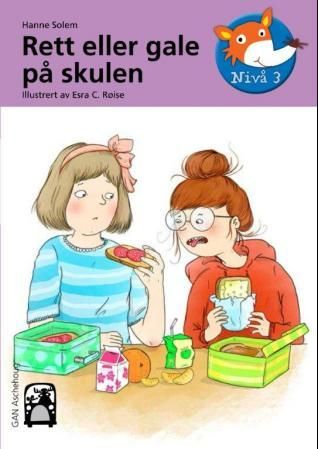 Hanne Solem
Rett eller gale
på skulen
Illustrert av Esra C. Røise
Nivå 3
GAN Aschehoug